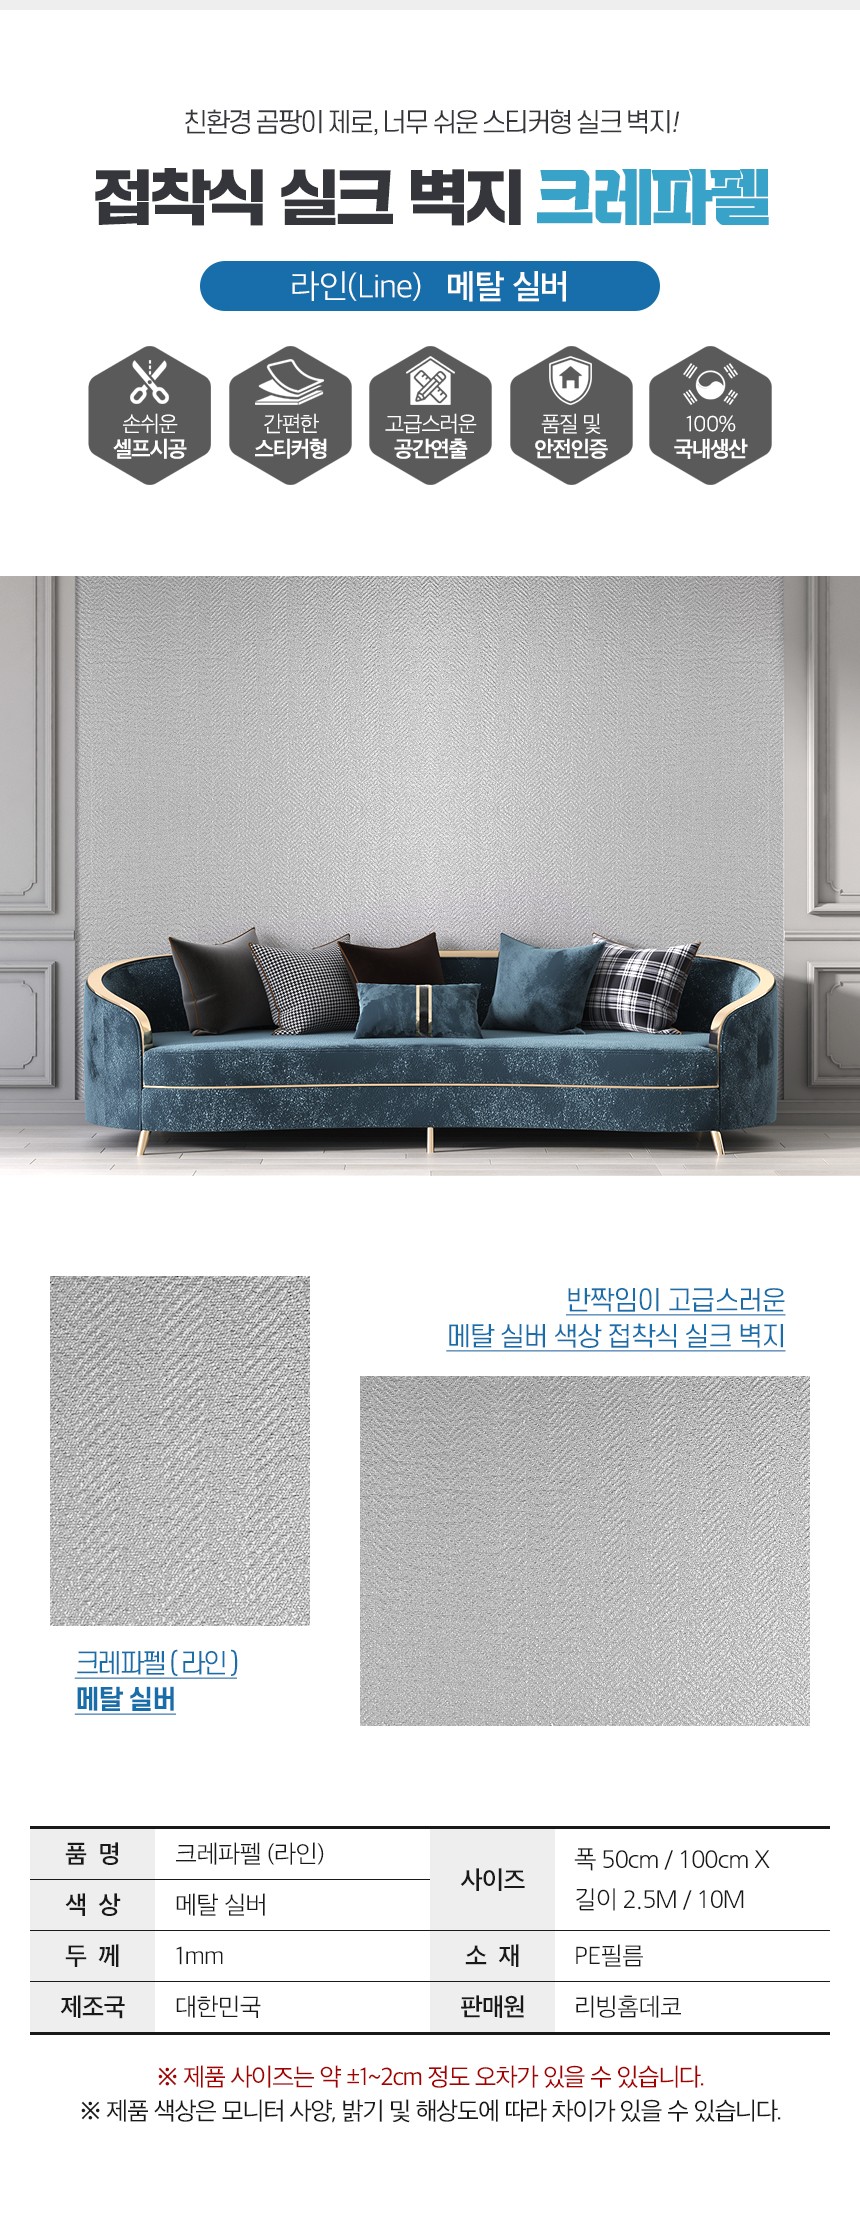 친환경 곰팡이 제로, 너무 쉬운 스티커형 실크 벽지!
접착식 실크 벽지 크레파펠
라인(Line) 메탈 실버
손쉬운
셀프시공
간편한
스티커형
고급스러운
공간연출
품질 및
안전인증
100%
국내생산
반짝임이 고급스러운
메탈 실버 색상 접착식 실크 벽지
크레파펠 ( 라인 )
메탈 실버
품 명 크레파펠 (라인)
색 상 메탈 실버
사이즈 폭 50cm / 100cm X
길이 2.5M / 10M
두 께 1mm 소 재 PE필름
제조국 대한민국 판매원 리빙홈데코
※ 제품 사이즈는 약 ±1~2cm 정도 오차가 있을 수 있습니다.
※ 제품 색상은 모니터 사양, 밝기 및 해상도에 따라 차이가 있을 수 있습니다.